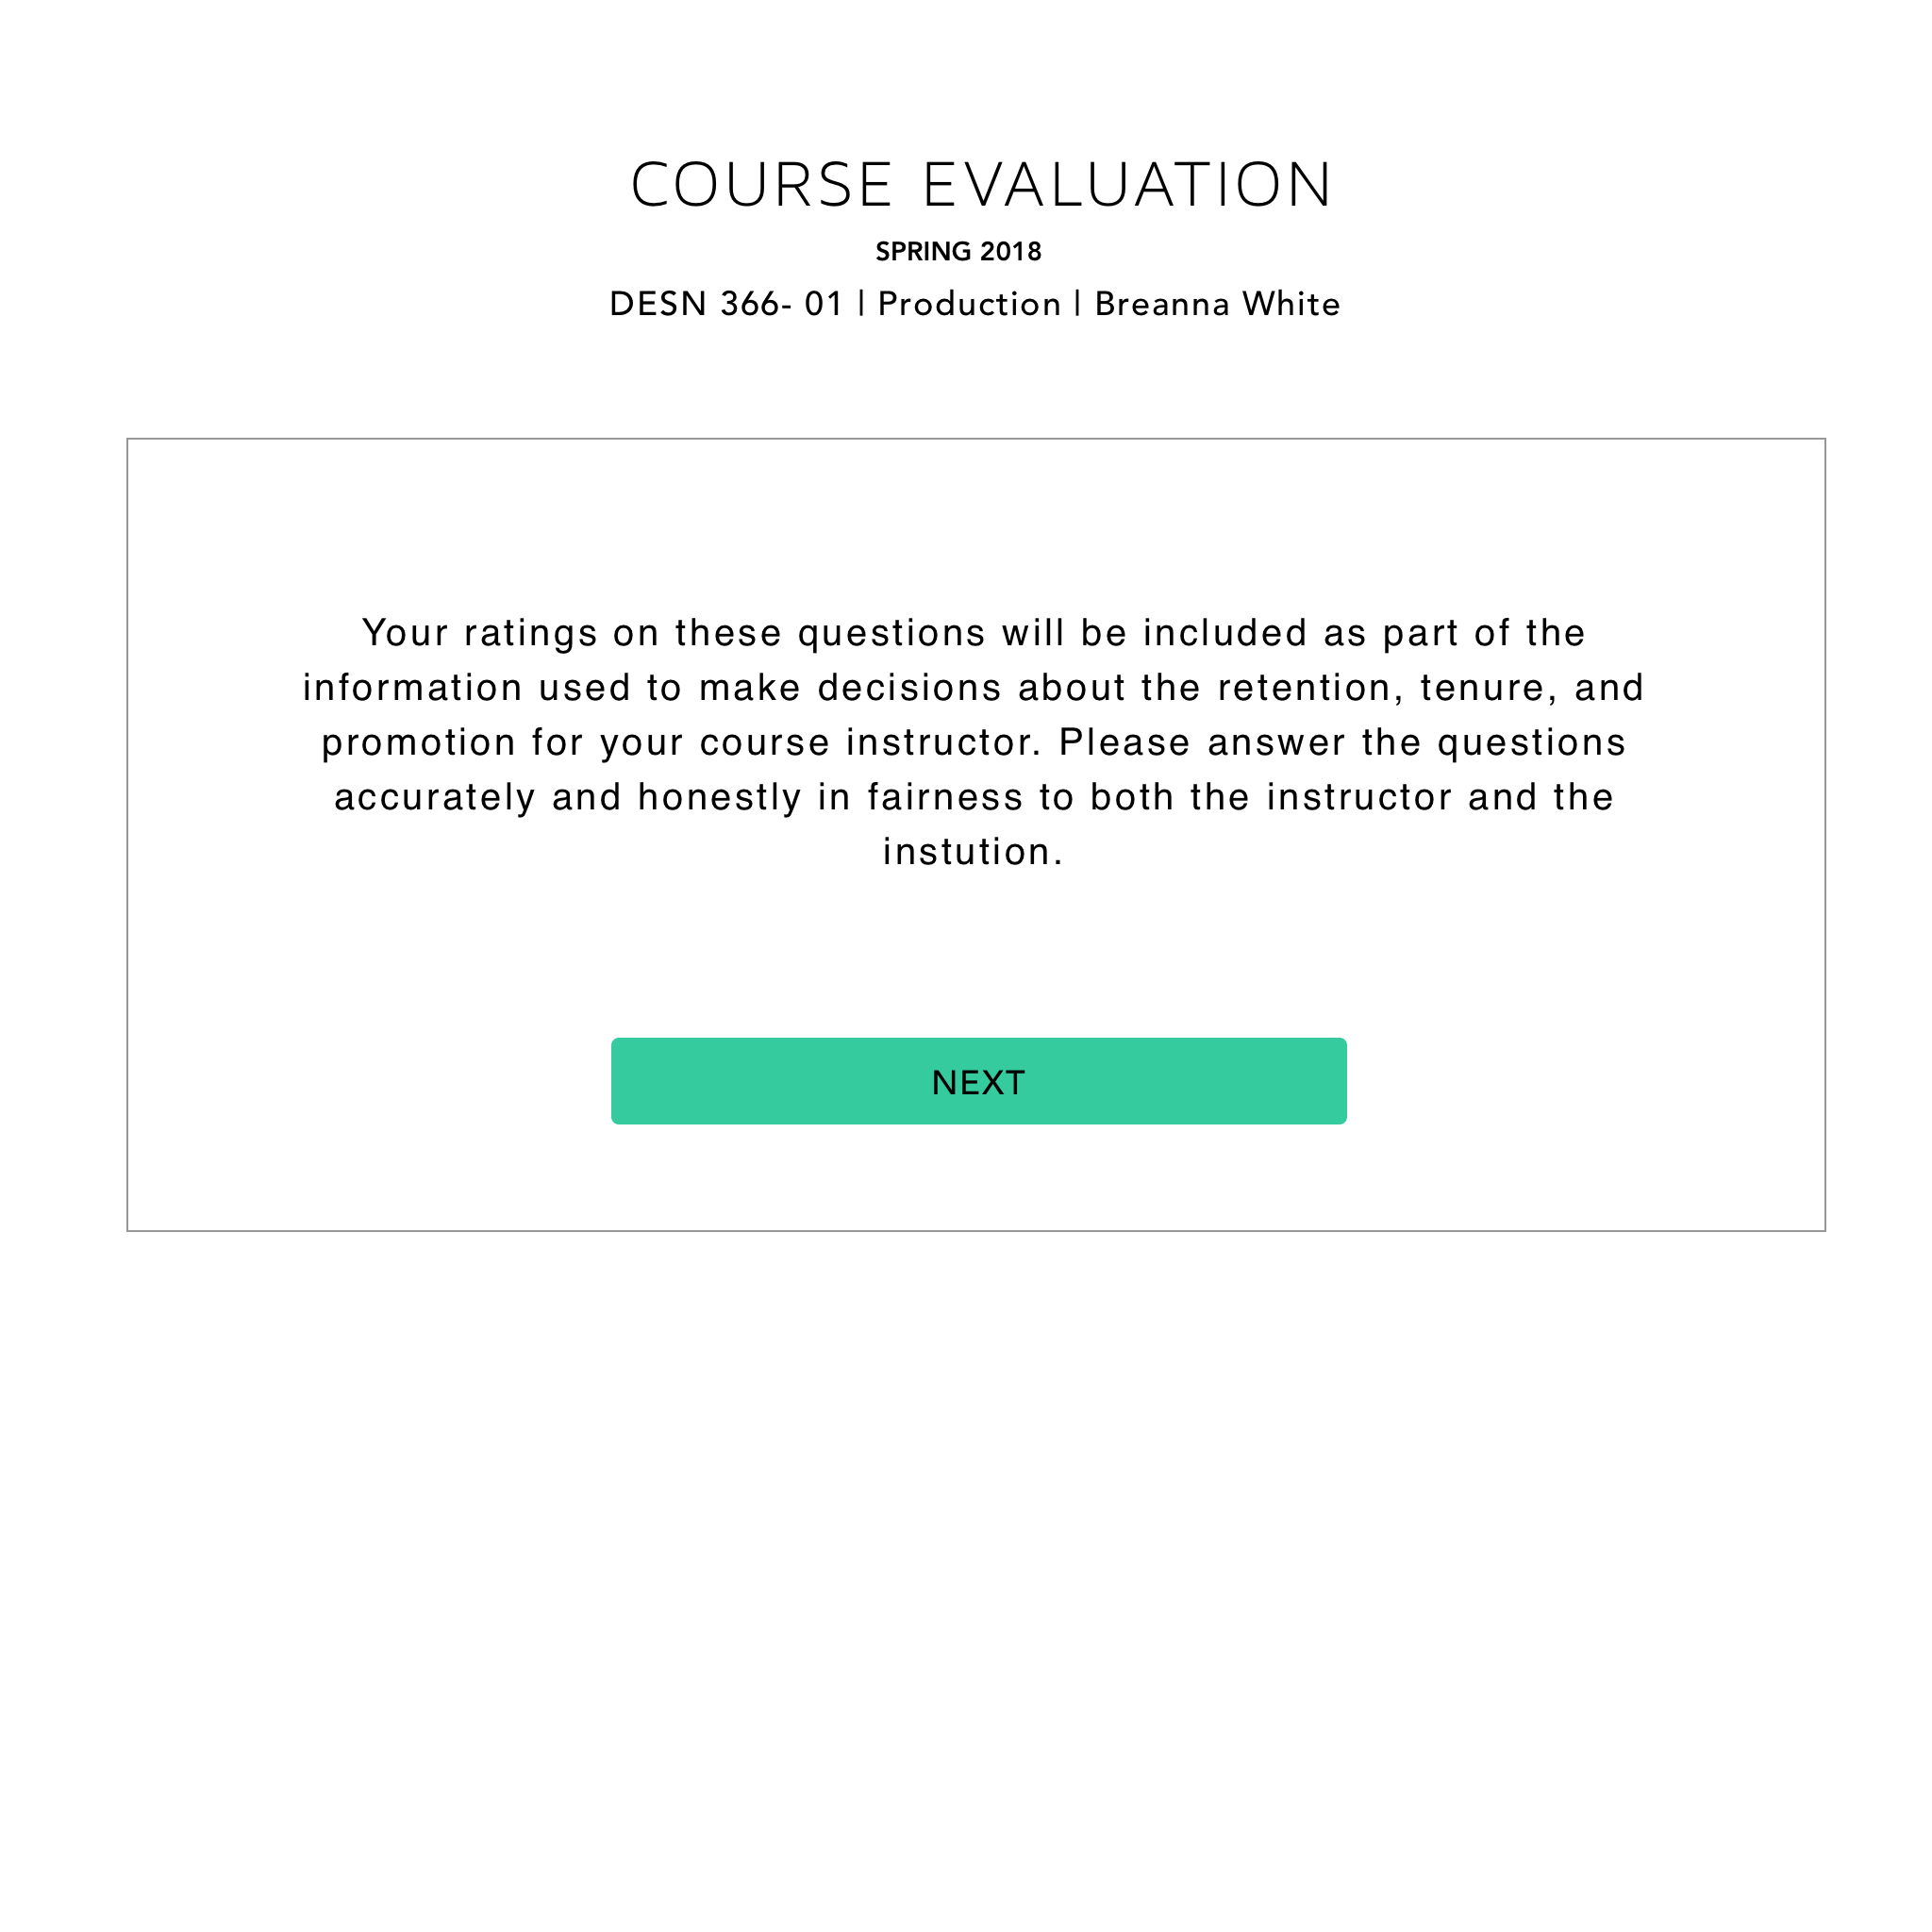 COURSE EVALUATION
SPRING 2018
DESN 366- 01 | Production | Breanna White
Your ratings on these questions will be included as part of the
information used to make decisions about the retention, tenure, and
promotion for your course instructor. Please answer the questions
accurately and honestly in fairness to both the instructor and the
instution.
NEXT